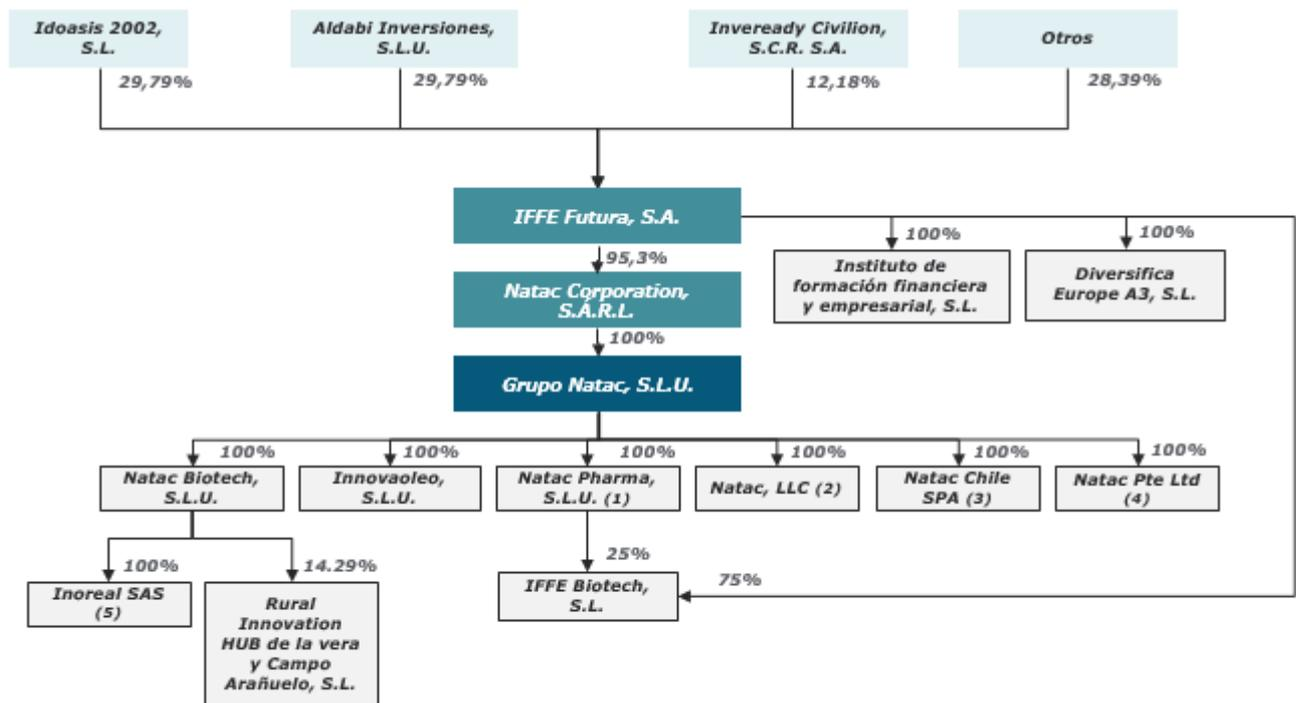 Idoasis 2002,
S.L.
Aldabi Inversiones,
S.L.U.
Inveready Civilion,
S.C.R. S.A.
Otros
29,79%
29,79%
12,18%
28,39%
IFFE Futura, S.A.
95,3%
100%
100%
Natac Corporation,
S.À.R.L.
Instituto de
formación financiera
y empresarial, S.L.
Diversifica
Europe A3, S.L.
100%
Grupo Natac, S.L.U.
100%
100%
100%
100%
100%
100%
Natac Biotech,
S.L.U.
Innovaoleo,
S.L.U.
Natac Pharma,
S.L.U. (1)
Natac, LLC (2)
Natac Chile
SPA (3)
Natac Pte Ltd
(4)
100%
14.29%
25%
75%
Inoreal SAS
(5)
Rural
Innovation
HUB de la vera
y Campo
Arañuelo, S.L.
IFFE Biotech,
S.L.